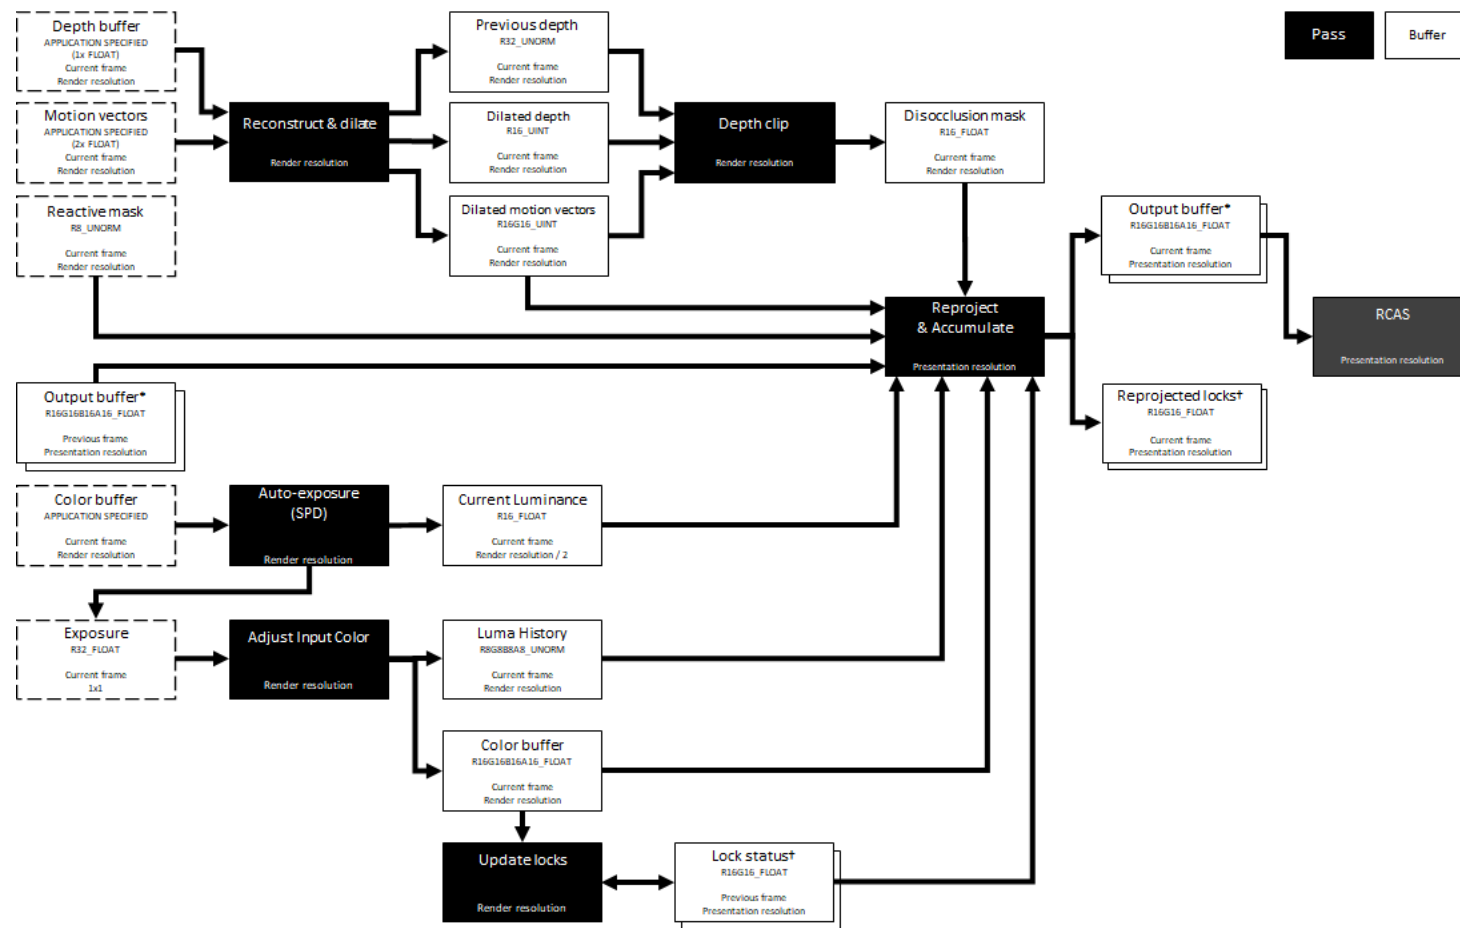 Depth buffer
APPLICATION SPECIFIED
(1x FLOAT)
Current frame
Render resolution
Motion vectors
APPLICATION SPECIFIED
(2x FLOAT)
Current frame
Render resolution
Reactive mask
R8_UNORM
Current frame
Render resolution
Reconstruct & dilate
Render resolution
Previous depth
R32_UNORM
Current frame
Render resolution
Dilated depth
R16_UINT
Current frame
Render resolution
Dilated motion vectors
R16G16_UINT
Current frame
Render resolution
Depth clip
Render resolution
Disocclusion mask
R16_FLOAT
Current frame
Render resolution
Pass
Buffer
Output buffer*
R16G16B16A16_FLOAT
Current frame
Presentation resolution
Reproject
& Accumulate
Presentation resolution
RCAS
Presentation resolution
Reprojected locks†
R16G16_FLOAT
Current frame
Presentation resolution
Output buffer*
R16G16B16A16_FLOAT
Previous frame
Presentation resolution
Color buffer
APPLICATION SPECIFIED
Current frame
Render resolution
Auto-exposure
(SPD)
Render resolution
Current Luminance
R16_FLOAT
Current frame
Render resolution / 2
Exposure
R32_FLOAT
Current frame
1x1
Adjust Input Color
Render resolution
Luma History
R8G8B8A8_UNORM
Current frame
Render resolution
Color buffer
R16G16B16A16_FLOAT
Current frame
Render resolution
Update locks
Render resolution
Lock status†
R16G16_FLOAT
Previous frame
Presentation resolution